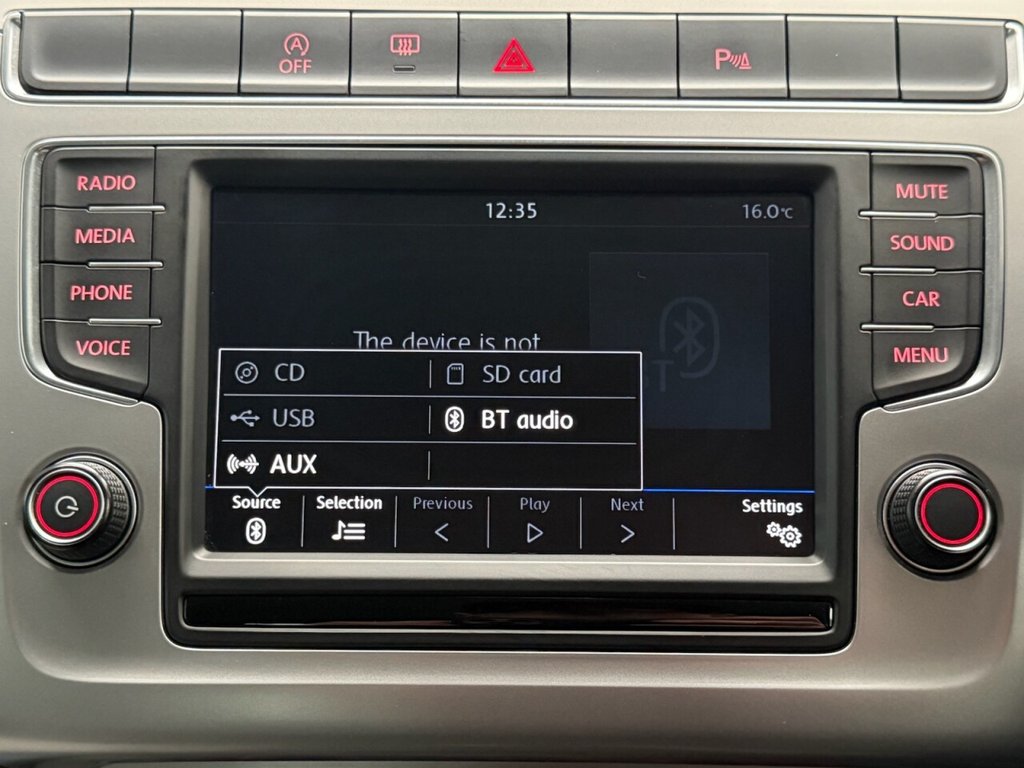 OFF
P
RADIO
MEDIA
PHONE
VOICE
12:35
16.0°C
The device is not
CD
SD card
USB
BT audio
AUX
Source
Selection
Previous
Play
Next
Settings
MUTE
SOUND
CAR
MENU